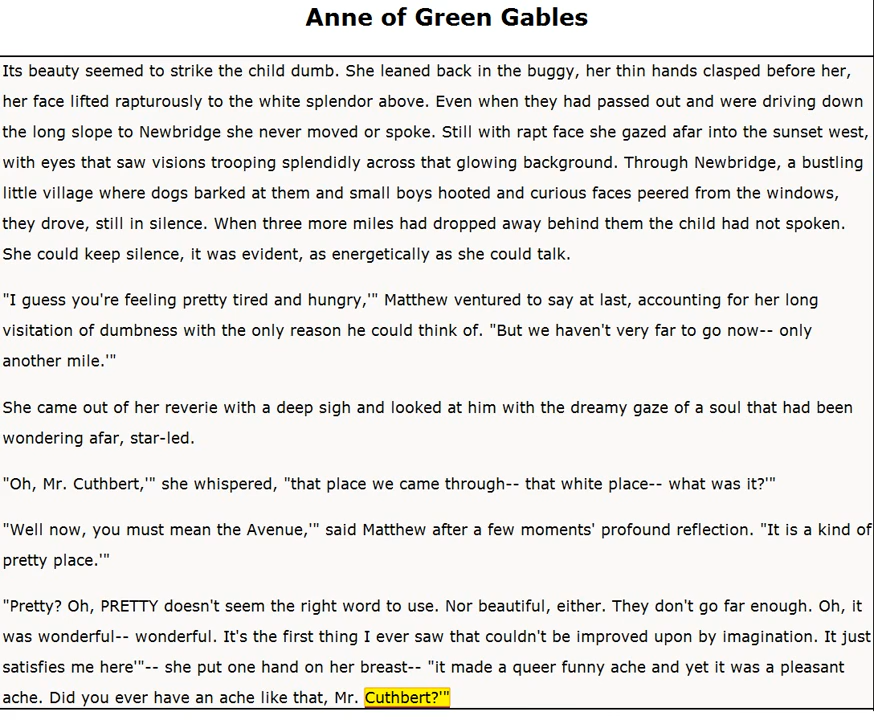 Anne of Green Gables
Its beauty seemed to strike the child dumb. She leaned back in the buggy, her thin hands clasped before her,
her face lifted rapturously to the white splendor above. Even when they had passed out and were driving down
the long slope to Newbridge she never moved or spoke. Still with rapt face she gazed afar into the sunset west,
with eyes that saw visions trooping splendidly across that glowing background. Through Newbridge, a bustling
little village where dogs barked at them and small boys hooted and curious faces peered from the windows,
they drove, still in silence. When three more miles had dropped away behind them the child had not spoken.
She could keep silence, it was evident, as energetically as she could talk.
"I guess you're feeling pretty tired and hungry,'" Matthew ventured to say at last, accounting for her long
visitation of dumbness with the only reason he could think of. "But we haven't very far to go now-- only
another mile.'"
She came out of her reverie with a deep sigh and looked at him with the dreamy gaze of a soul that had been
wondering afar, star-led.
"Oh, Mr. Cuthbert,'" she whispered, "that place we came through-- that white place-- what was it?'"
"Well now, you must mean the Avenue,'" said Matthew after a few moments' profound reflection. "It is a kind of
pretty place.'"
"Pretty? Oh, PRETTY doesn't seem the right word to use. Nor beautiful, either. They don't go far enough. Oh, it
was wonderful-- wonderful. It's the first thing I ever saw that couldn't be improved upon by imagination. It just
satisfies me here'"-- she put one hand on her breast-- "it made a queer funny ache and yet it was a pleasant
ache. Did you ever have an ache like that, Mr. Cuthbert?'"